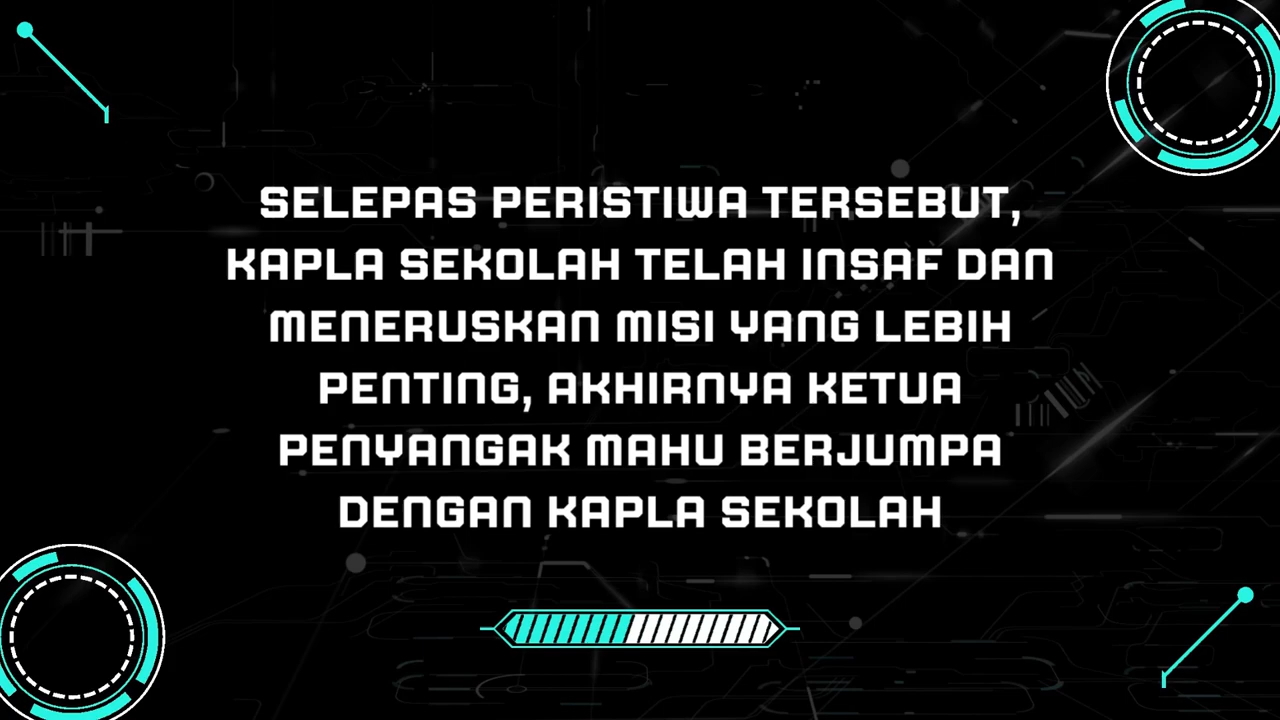 SELEPAS PERISTIWA TERSEBUT,
KAPLA SEKOLAH TELAH INSAF DAN
MENERUSKAN MISI YANG LEBIH
PENTING, AKHIRNYA KETUA
PENYANGAK MAHU BERJUMPA
DENGAN KAPLA SEKOLAH